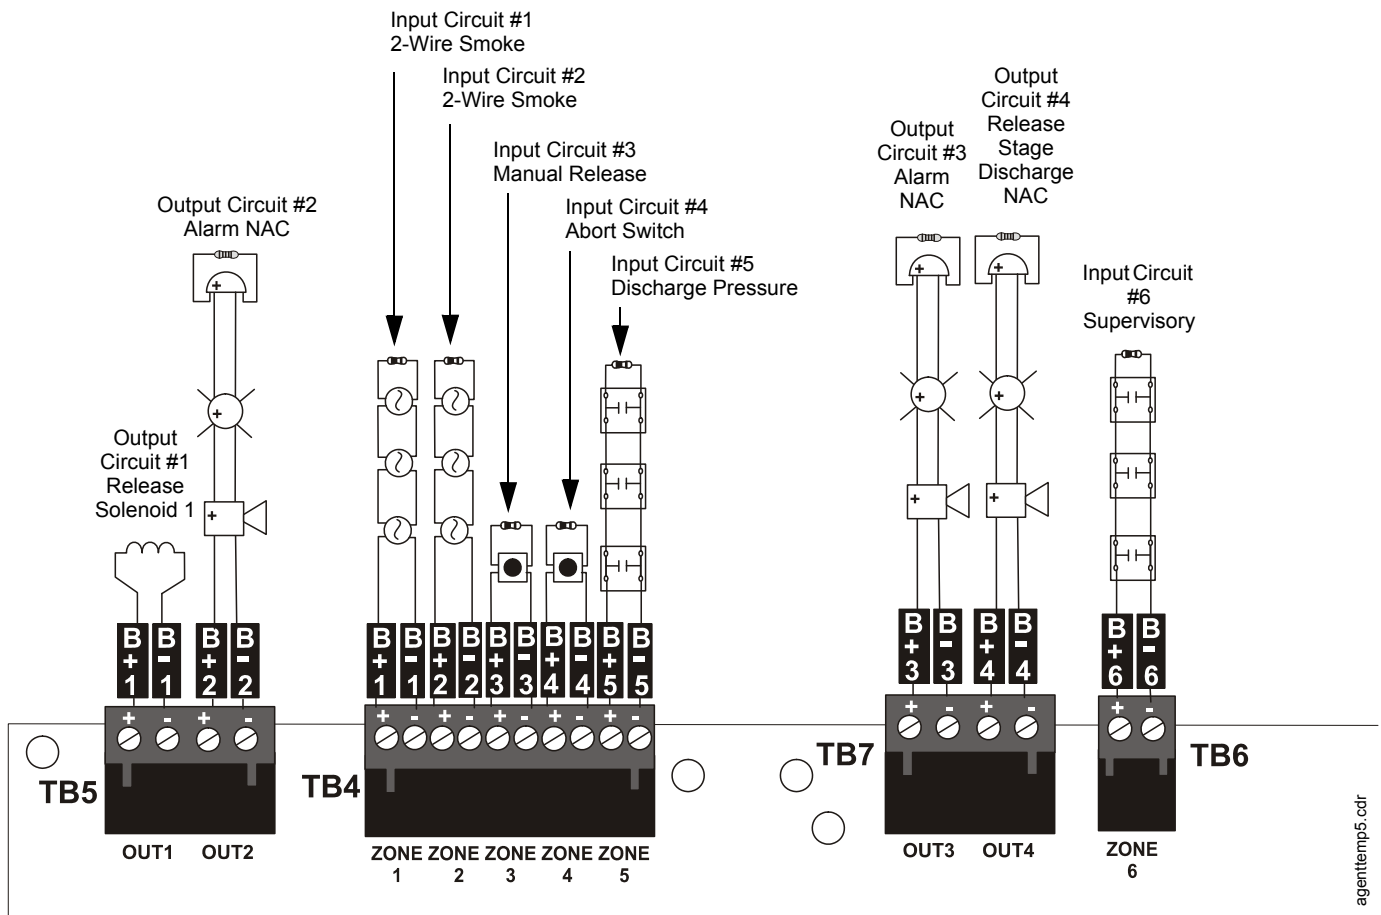 Input Circuit #1
2-Wire Smoke
Input Circuit #2
2-Wire Smoke
Input Circuit #3
Manual Release
Input Circuit #4
Abort Switch
Input Circuit #5
Discharge Pressure
Output Circuit #2
Alarm NAC
Output
Circuit #1
Release
Solenoid 1
Output
Circuit #3
Alarm
NAC
Output
Circuit #4
Release
Stage
Discharge
NAC
Input Circuit
#6
Supervisory
+
+
+
+
+
+
+
+
+
B+1
B-1
B+2
B-2
B+1
B-1
B+2
B-2
B+3
B-3
B+4
B-4
B+5
B-5
B+3
B-3
B+4
B-4
B+6
B-6
+ - + -
+ - + - + - + - + -
+ - + -
+ -
TB5
TB4
TB7
TB6
OUT1
OUT2
ZONE
1
ZONE
2
ZONE
3
ZONE
4
ZONE
5
OUT3
OUT4
ZONE
6
agenttemp5.cdr